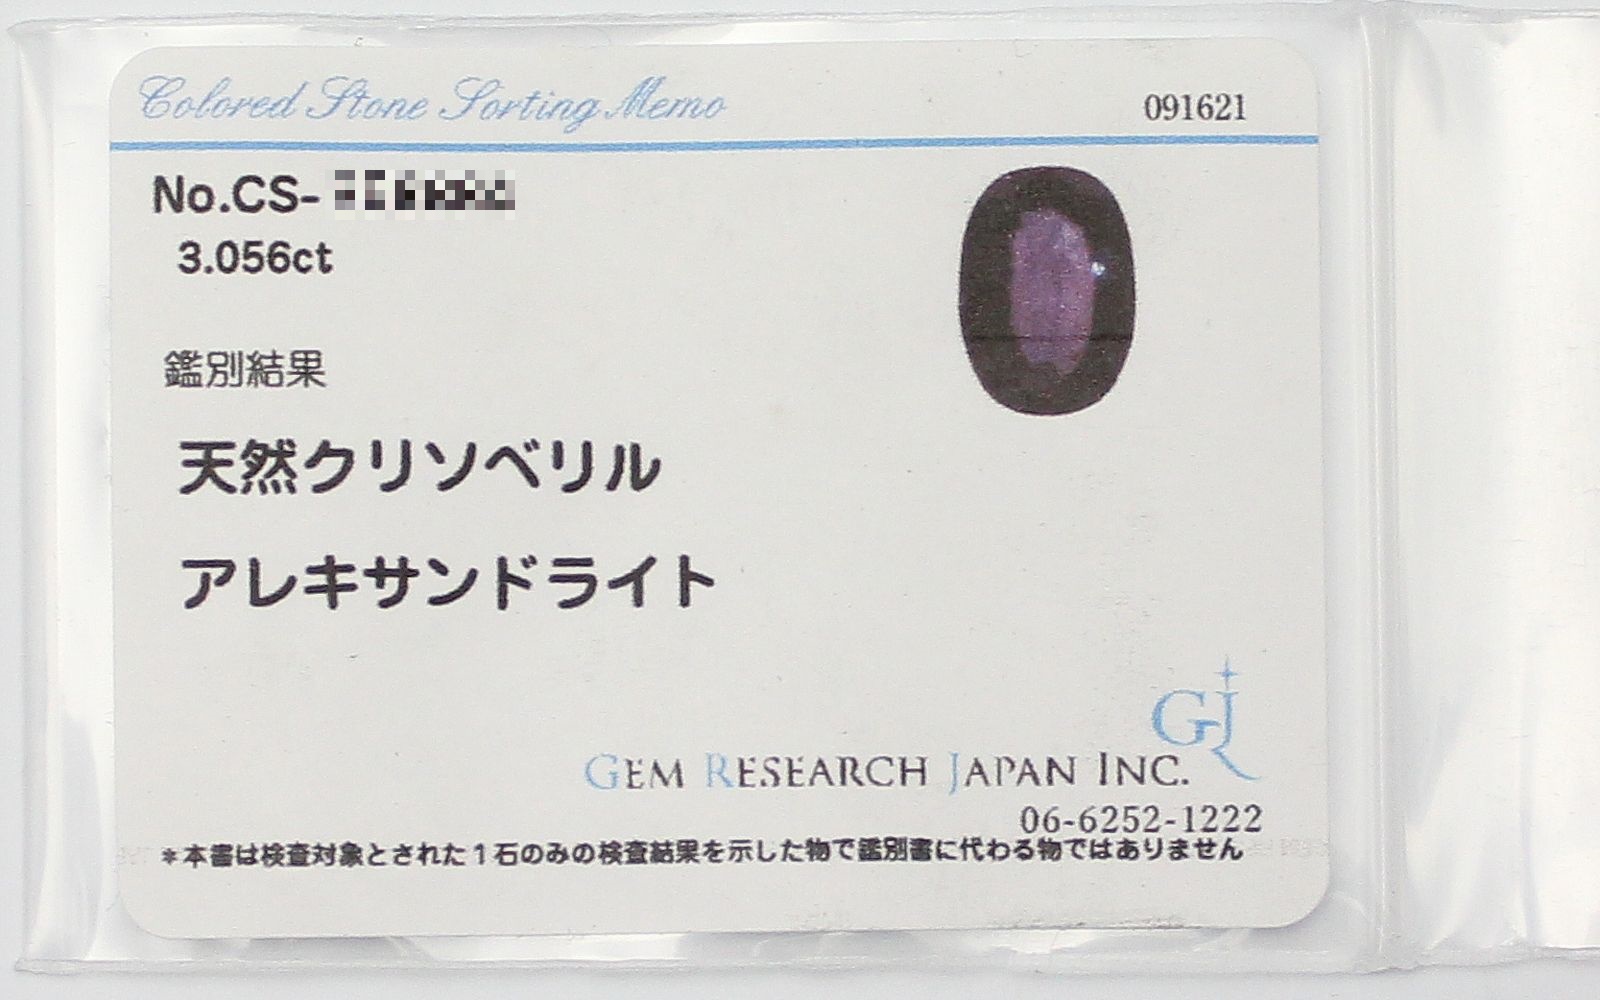 Colored Stone Sorting Memo
091621
No.CS-
3.056ct
鑑別結果
天然クリソベリル
アレキサンドライト
GJ
GEM RESEARCH JAPAN INC.
06-6252-1222
*本書は検査対象とされた1石のみの検査結果を示した物で鑑別書に代わる物ではありません